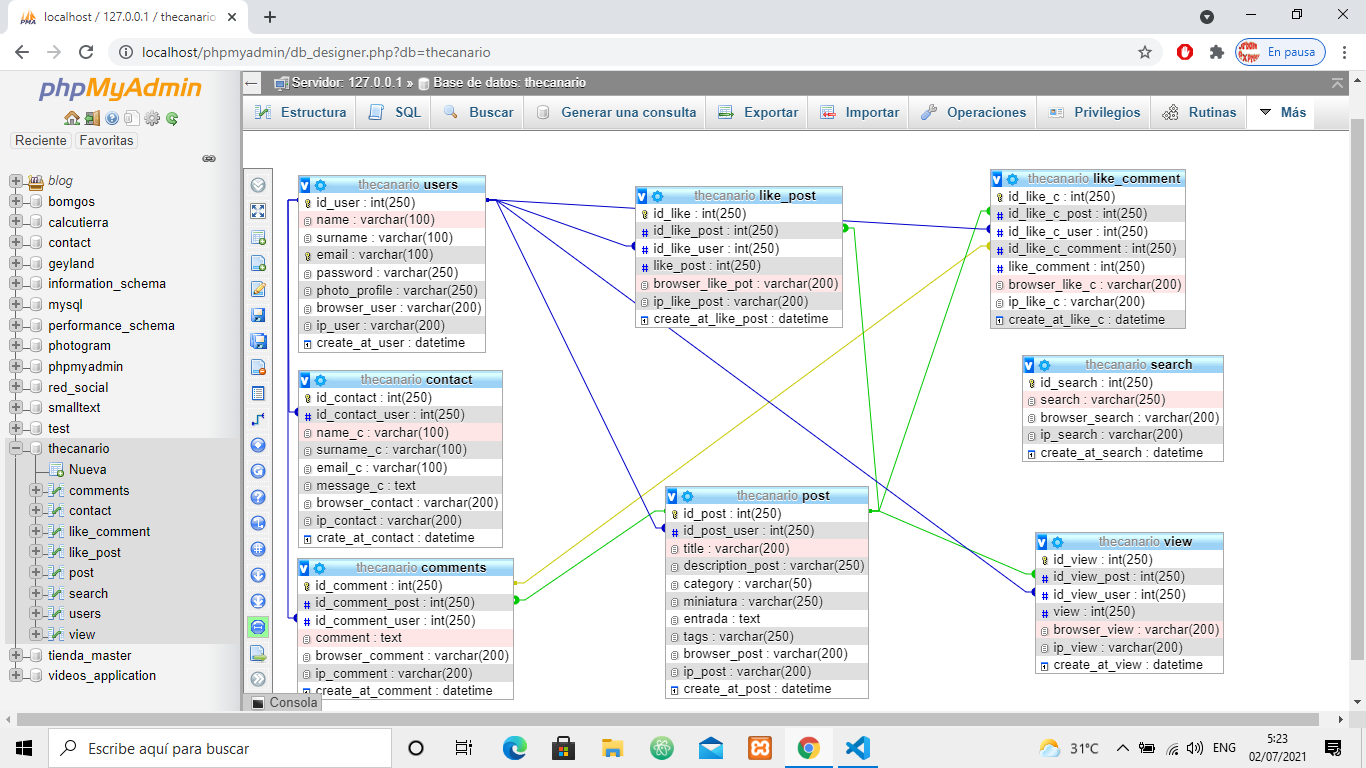 localhost / 127.0.0.1 / thecanario
localhost/phpmyadmin/db_designer.php?db=thecanario
En pausa
phpMyAdmin
Reciente Favoritas
blog
bomgos
calcutierra
contact
geyland
information_schema
mysql
performance_schema
photogram
phpmyadmin
red_social
smalltext
test
thecanario
Nueva
comments
contact
like_comment
like_post
post
search
users
view
tienda_master
videos_application
Servidor: 127.0.0.1 » Base de datos: thecanario
Estructura SQL Buscar Generar una consulta Exportar Importar Operaciones Privilegios Rutinas Más
thecanario users
id_user : int(250)
name : varchar(100)
surname : varchar(100)
email : varchar(100)
password : varchar(250)
photo_profile : varchar(250)
browser_user : varchar(200)
ip_user : varchar(200)
create_at_user : datetime
thecanario contact
id_contact : int(250)
id_contact_user : int(250)
name_c : varchar(100)
surname_c : varchar(100)
email_c : varchar(100)
message_c : text
browser_contact : varchar(200)
ip_contact : varchar(200)
crate_at_contact : datetime
thecanario comments
id_comment : int(250)
id_comment_post : int(250)
id_comment_user : int(250)
comment : text
browser_comment : varchar(200)
ip_comment : varchar(200)
create_at_comment : datetime
thecanario like_post
id_like : int(250)
id_like_post : int(250)
id_like_user : int(250)
like_post : int(250)
browser_like_pot : varchar(200)
ip_like_post : varchar(200)
create_at_like_post : datetime
thecanario post
id_post : int(250)
id_post_user : int(250)
title : varchar(200)
description_post : varchar(250)
category : varchar(50)
miniatura : varchar(250)
entrada : text
tags : varchar(250)
browser_post : varchar(200)
ip_post : varchar(200)
create_at_post : datetime
thecanario like_comment
id_like_c : int(250)
id_like_c_post : int(250)
id_like_c_user : int(250)
id_like_c_comment : int(250)
like_comment : int(250)
browser_like_c : varchar(200)
ip_like_c : varchar(200)
create_at_like_c : datetime
thecanario search
id_search : int(250)
search : varchar(250)
browser_search : varchar(200)
ip_search : varchar(200)
create_at_search : datetime
thecanario view
id_view : int(250)
id_view_post : int(250)
id_view_user : int(250)
view : int(250)
browser_view : varchar(200)
ip_view : varchar(200)
create_at_view : datetime
Consola
Escribe aquí para buscar
31°C
ENG
5:23
02/07/2021